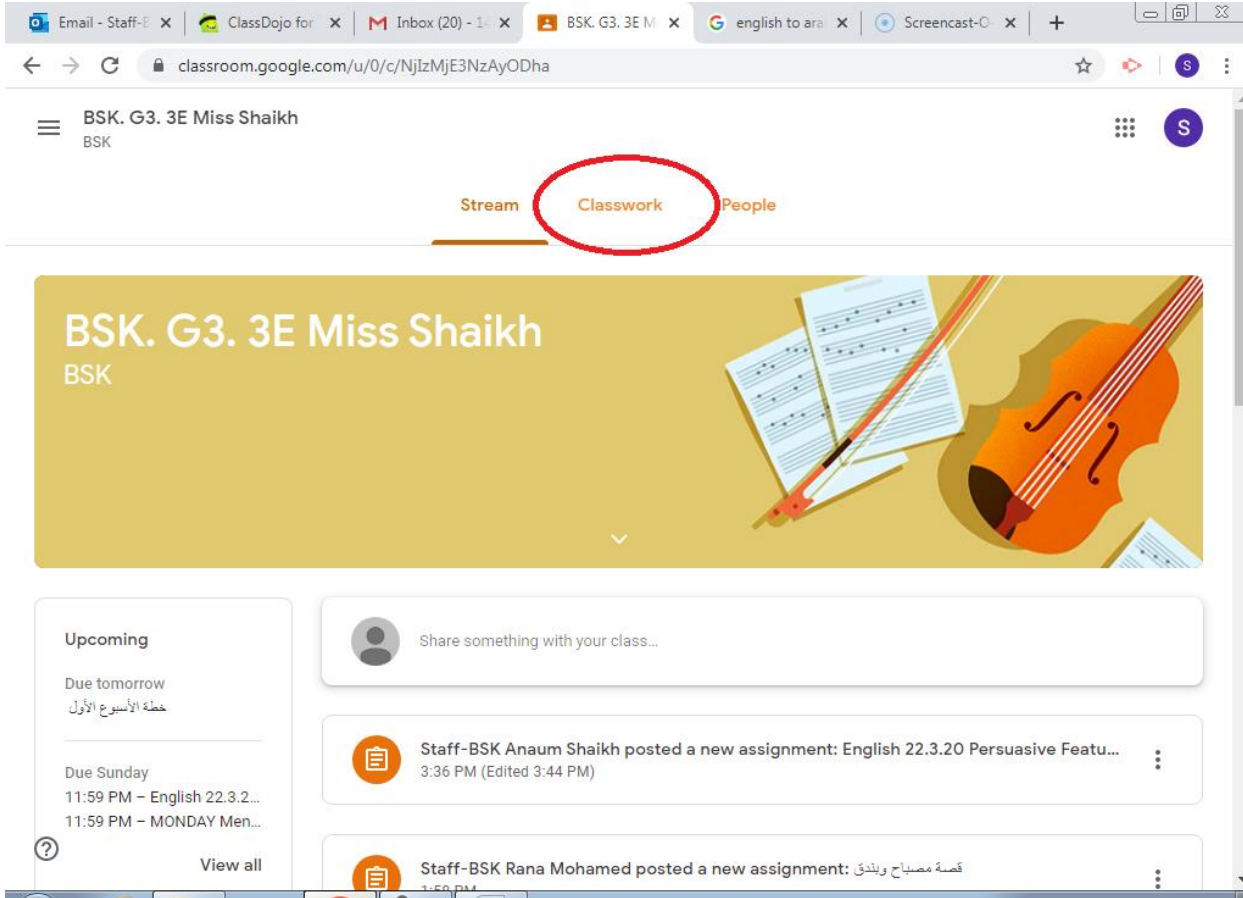 Email - Staff-B
ClassDojo for
Inbox (20) - 1-
BSK. G3. 3E M
english to ara
Screencast-O-
classroom.google.com/u/0/c/NjIzMjE3NzAyODha
S
BSK. G3. 3E Miss Shaikh
BSK
S
Stream Classwork People
BSK. G3. 3E Miss Shaikh
BSK
Upcoming
Due tomorrow
خطة الأسبوع الأول
Due Sunday
11:59 PM – English 22.3.2...
11:59 PM – MONDAY Men...
View all
Share something with your class...
Staff-BSK Anaum Shaikh posted a new assignment: English 22.3.20 Persuasive Featu...
3:36 PM (Edited 3:44 PM)
Staff-BSK Rana Mohamed posted a new assignment: قصة مصباح وبندق
1:59 PM